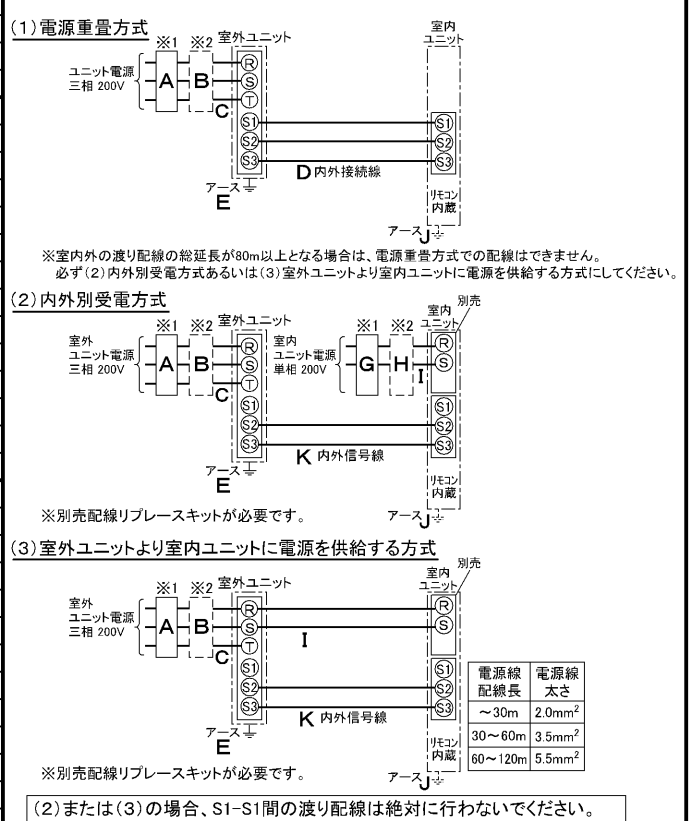 (1)電源重畳方式
※1 ※2 室外ユニット
室内
ユニット
ユニット電源
三相 200V
A B C
R
S
T
S1 S1
S2 S2
S3 S3
D 内外接続線
アース
E
リモコン
内蔵
アース J
※室内外の渡り配線の総延長が80m以上となる場合は、電源重畳方式での配線はできません。
必ず(2)内外別受電方式あるいは(3)室外ユニットより室内ユニットに電源を供給する方式にしてください。
(2)内外別受電方式
※1 ※2 室外ユニット ※1 ※2
室内
ユニット
別売
室外
ユニット電源
三相 200V
A B C
R
S
T
S1
S2
S3
室内
ユニット電源
単相 200V
G H I
R
S
S1
S2
S3
K 内外信号線
アース
E
リモコン
内蔵
アース J
※別売配線リプレースキットが必要です。
(3)室外ユニットより室内ユニットに電源を供給する方式
※1 ※2 室外ユニット
室内
ユニット
別売
室外
ユニット電源
三相 200V
A B C
R R
S S
T
I
S1 S1
S2 S2
S3 S3
K 内外信号線
アース
E
リモコン
内蔵
アース J
電源線配線長 電源線太さ
～30m 2.0mm²
30～60m 3.5mm²
60～120m 5.5mm²
※別売配線リプレースキットが必要です。
(2)または(3)の場合、S1-S1間の渡り配線は絶対に行わないでください。